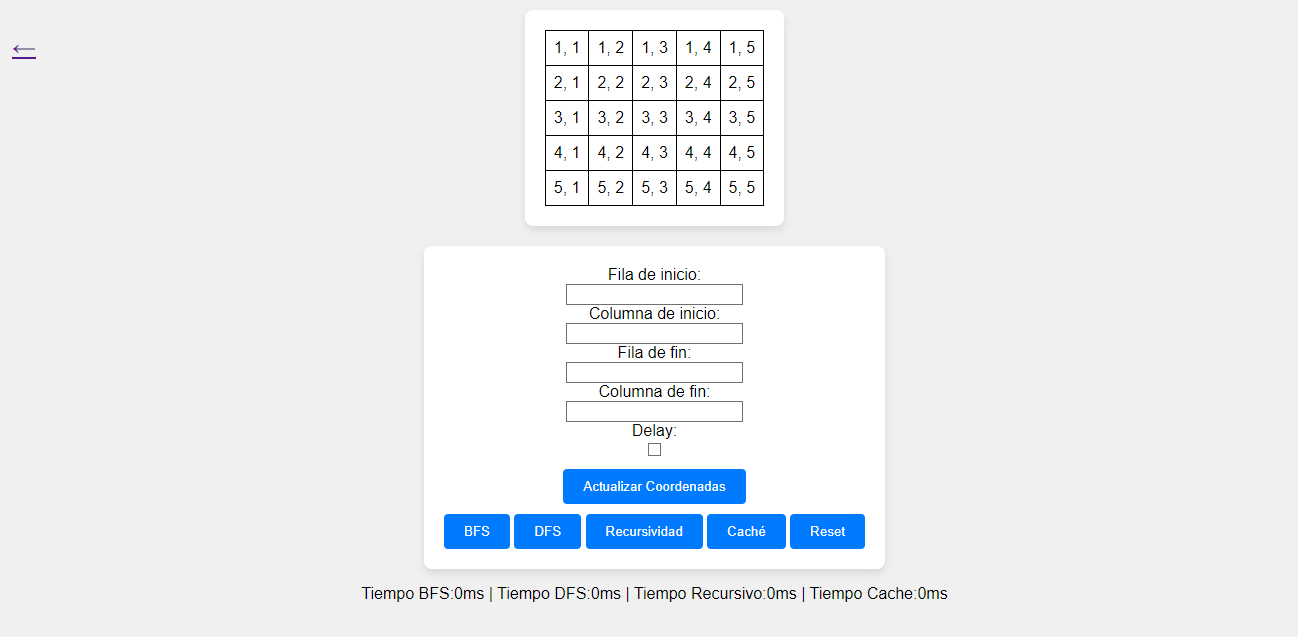 ←
1, 1 1, 2 1, 3 1, 4 1, 5
2, 1 2, 2 2, 3 2, 4 2, 5
3, 1 3, 2 3, 3 3, 4 3, 5
4, 1 4, 2 4, 3 4, 4 4, 5
5, 1 5, 2 5, 3 5, 4 5, 5
Fila de inicio:
Columna de inicio:
Fila de fin:
Columna de fin:
Delay:
Actualizar Coordenadas
BFS DFS Recursividad Caché Reset
Tiempo BFS:0ms | Tiempo DFS:0ms | Tiempo Recursivo:0ms | Tiempo Cache:0ms